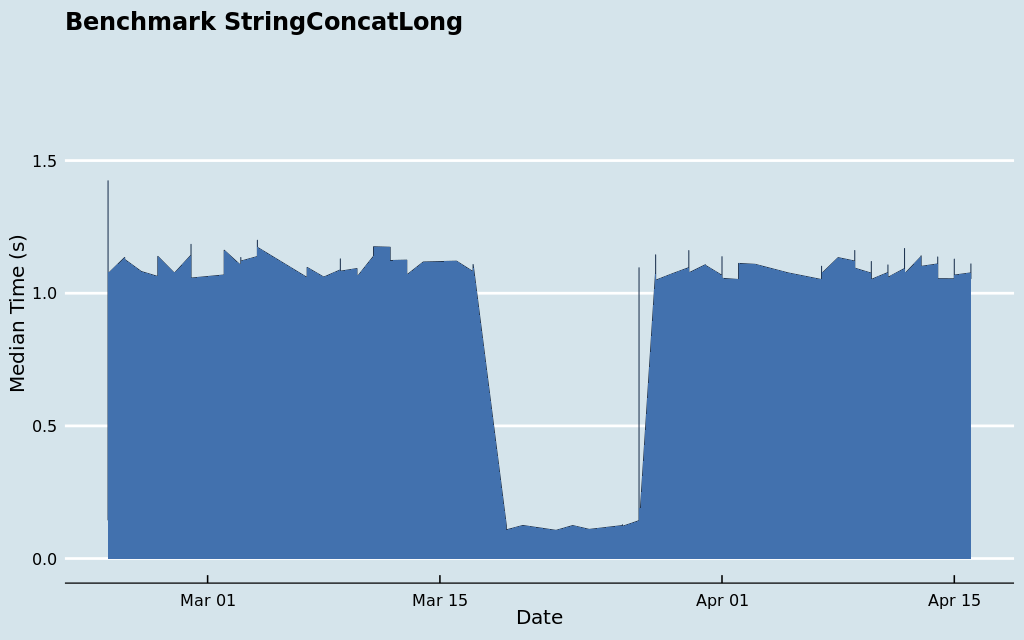 Benchmark StringConcatLong
1.5
1.0
0.5
0.0
Median Time (s)
Mar 01
Mar 15
Apr 01
Apr 15
Date